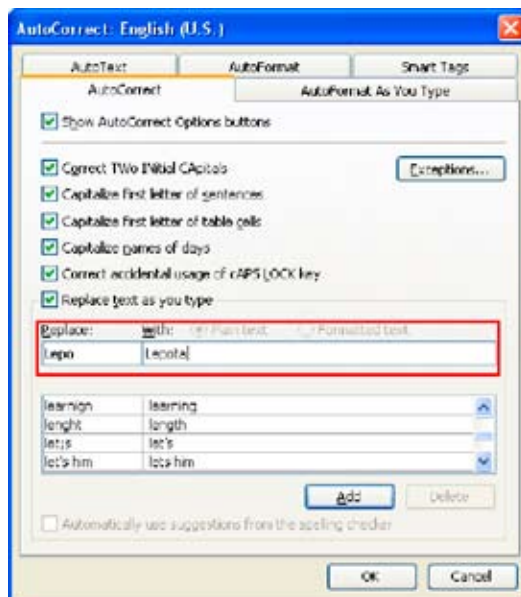 AutoCorrect: English (U.S.)
AutoText AutoFormat Smart Tags
AutoCorrect AutoFormat As You Type
Show AutoCorrect Options buttons
Correct TWo INitial CApitals Exceptions...
Capitalize first letter of sentences
Capitalize first letter of table cells
Capitalize names of days
Correct accidental usage of cAPS LOCK key
Replace text as you type
Replace: With: Plain text Formatted text
Lepo Lepota
learnign learning
lenght length
let;s let's
let's him lets him
Add Delete
Automatically use suggestions from the spelling checker
OK Cancel